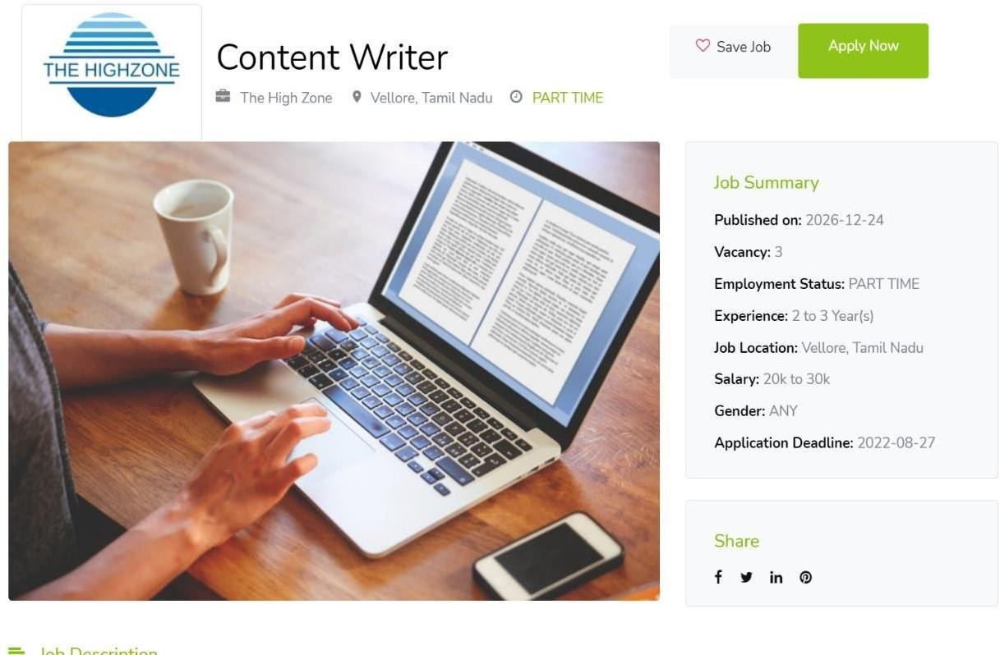 THE HIGHZONE
Content Writer
The High Zone Vellore, Tamil Nadu PART TIME
Save Job
Apply Now
Job Summary
Published on: 2026-12-24
Vacancy: 3
Employment Status: PART TIME
Experience: 2 to 3 Year(s)
Job Location: Vellore, Tamil Nadu
Salary: 20k to 30k
Gender: ANY
Application Deadline: 2022-08-27
Share
Job Description